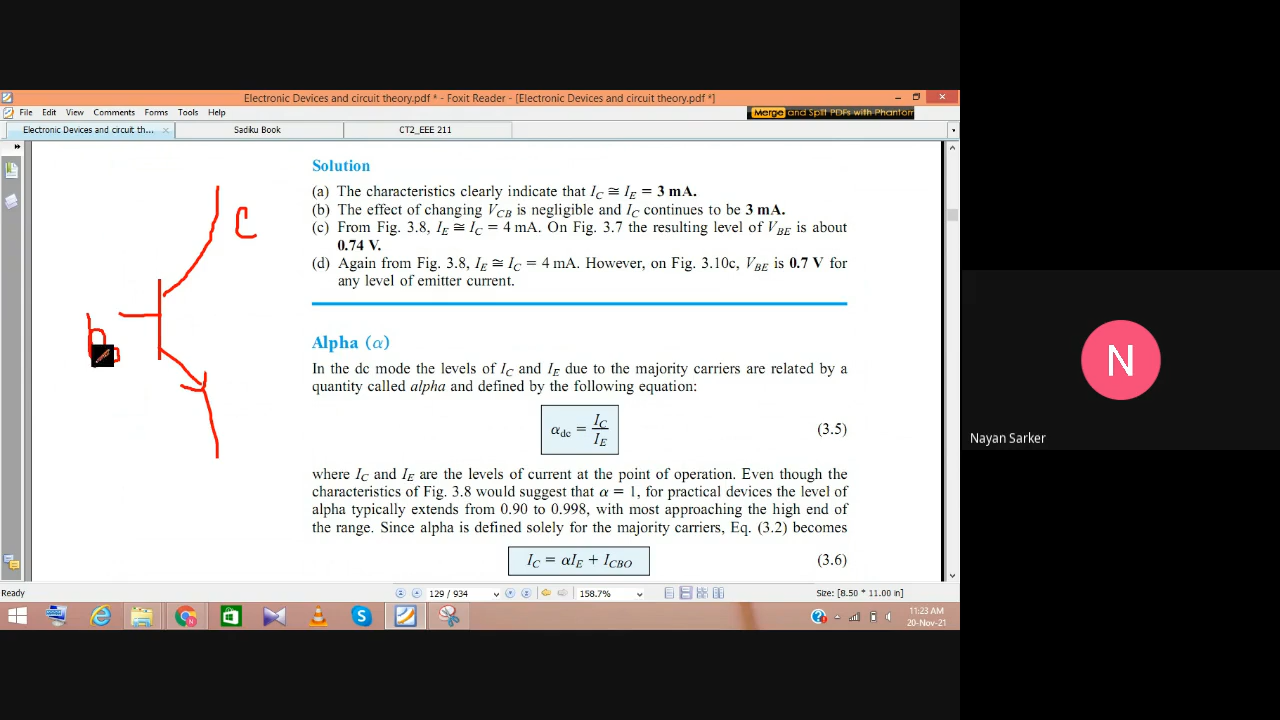 Electronic Devices and circuit theory.pdf * - Foxit Reader - [Electronic Devices and circuit theory.pdf *]
File Edit View Comments Forms Tools Help
Merge and Split PDFs with Phantom
Electronic Devices and circuit th... Sadiku Book CT2_EEE 211
Solution
(a) The characteristics clearly indicate that I_C ≅ I_E = 3 mA.
(b) The effect of changing V_CB is negligible and I_C continues to be 3 mA.
(c) From Fig. 3.8, I_E ≅ I_C = 4 mA. On Fig. 3.7 the resulting level of V_BE is about
0.74 V.
(d) Again from Fig. 3.8, I_E ≅ I_C = 4 mA. However, on Fig. 3.10c, V_BE is 0.7 V for
any level of emitter current.
C
Alpha (α)
In the dc mode the levels of I_C and I_E due to the majority carriers are related by a
quantity called alpha and defined by the following equation:
α_dc = I_C / I_E (3.5)
where I_C and I_E are the levels of current at the point of operation. Even though the
characteristics of Fig. 3.8 would suggest that α = 1, for practical devices the level of
alpha typically extends from 0.90 to 0.998, with most approaching the high end of
the range. Since alpha is defined solely for the majority carriers, Eq. (3.2) becomes
I_C = αI_E + I_CBO (3.6)
Ready 129 / 934 158.7% Size: [8.50 * 11.00 in]
11:23 AM
20-Nov-21
N
Nayan Sarker